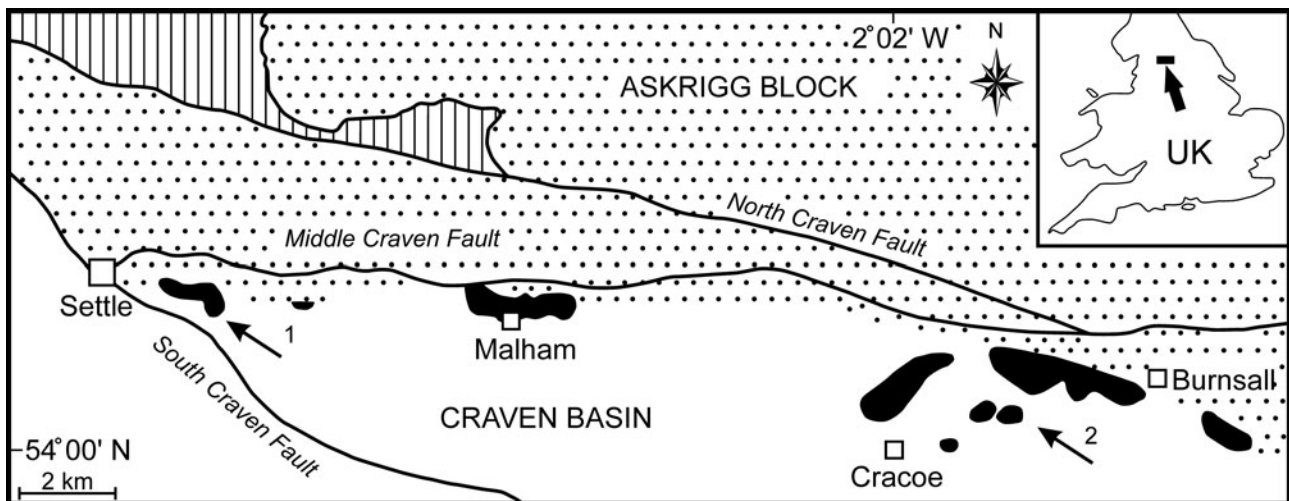 2°02' W
N
ASKRIGG BLOCK
UK
North Craven Fault
Middle Craven Fault
Settle
1
Malham
South Craven Fault
Burnsall
CRAVEN BASIN
2
54°00' N
Cracoe
2 km